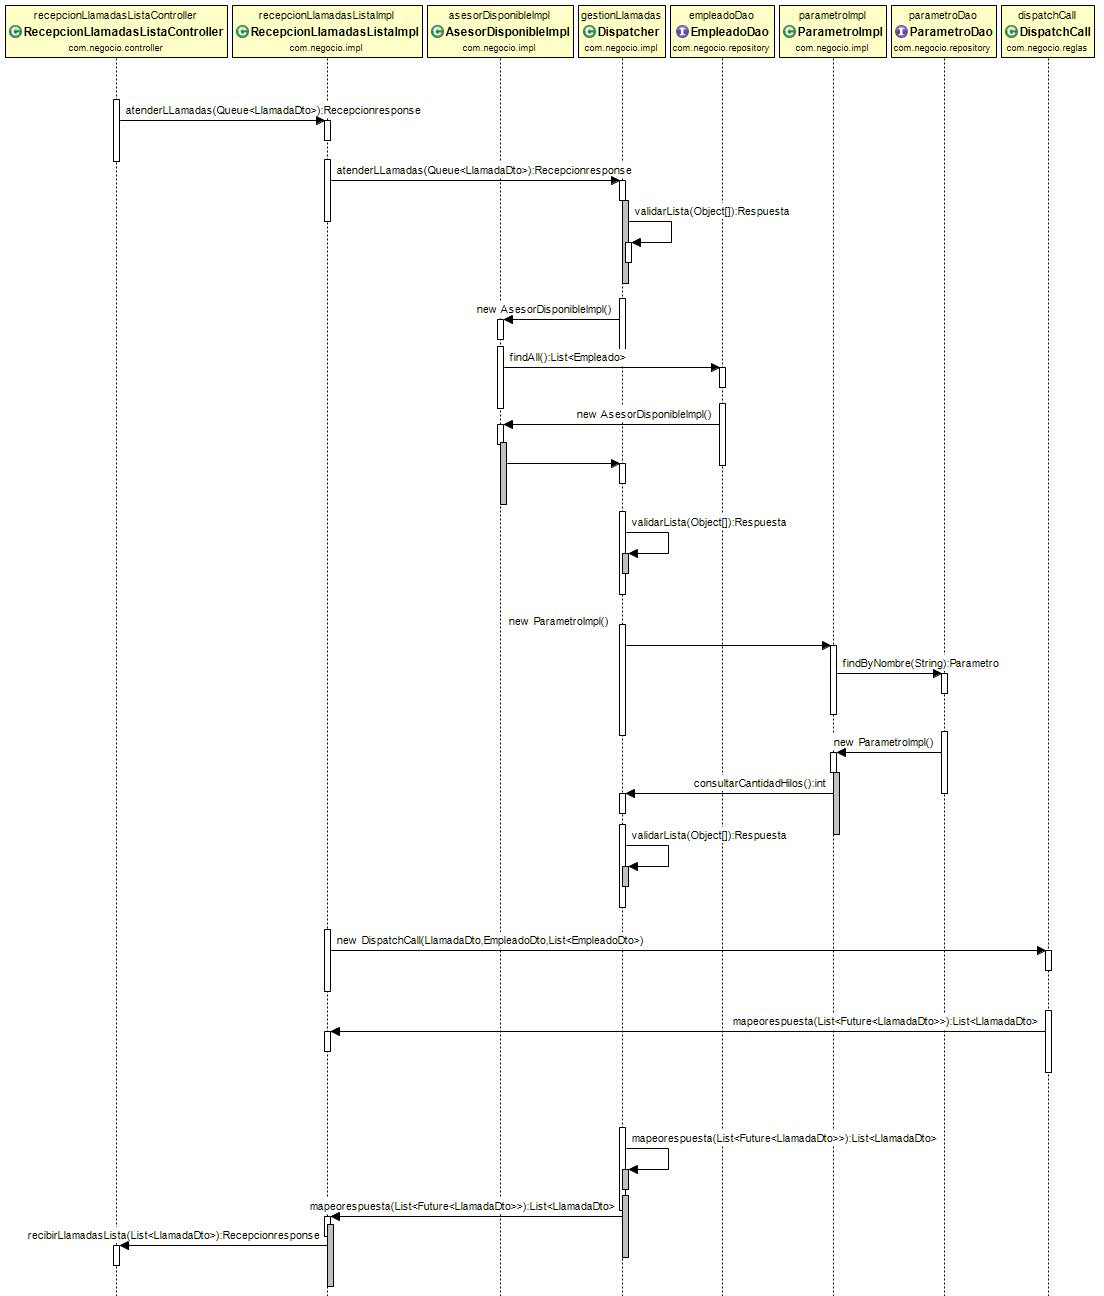 recepcionLlamadasListaController
RecepcionLlamadasListaController
com.negocio.controller
recepcionLlamadasListaImpl
RecepcionLlamadasListaImpl
com.negocio.impl
asesorDisponibleImpl
AsesorDisponibleImpl
com.negocio.impl
gestionLlamadas
Dispatcher
com.negocio.impl
empleadoDao
EmpleadoDao
com.negocio.repository
parametroImpl
ParametroImpl
com.negocio.impl
parametroDao
ParametroDao
com.negocio.repository
dispatchCall
DispatchCall
com.negocio.reglas
atenderLLamadas(Queue<LlamadaDto>):Recepcionresponse
atenderLLamadas(Queue<LlamadaDto>):Recepcionresponse
validarLista(Object[]):Respuesta
new AsesorDisponibleImpl()
findAll():List<Empleado>
new AsesorDisponibleImpl()
validarLista(Object[]):Respuesta
new ParametroImpl()
findByNombre(String):Parametro
new ParametroImpl()
consultarCantidadHilos():int
validarLista(Object[]):Respuesta
new DispatchCall(LlamadaDto,EmpleadoDto,List<EmpleadoDto>)
mapeorespuesta(List<Future<LlamadaDto>>):List<LlamadaDto>
mapeorespuesta(List<Future<LlamadaDto>>):List<LlamadaDto>
mapeorespuesta(List<Future<LlamadaDto>>):List<LlamadaDto>
recibirLlamadasLista(List<LlamadaDto>):Recepcionresponse